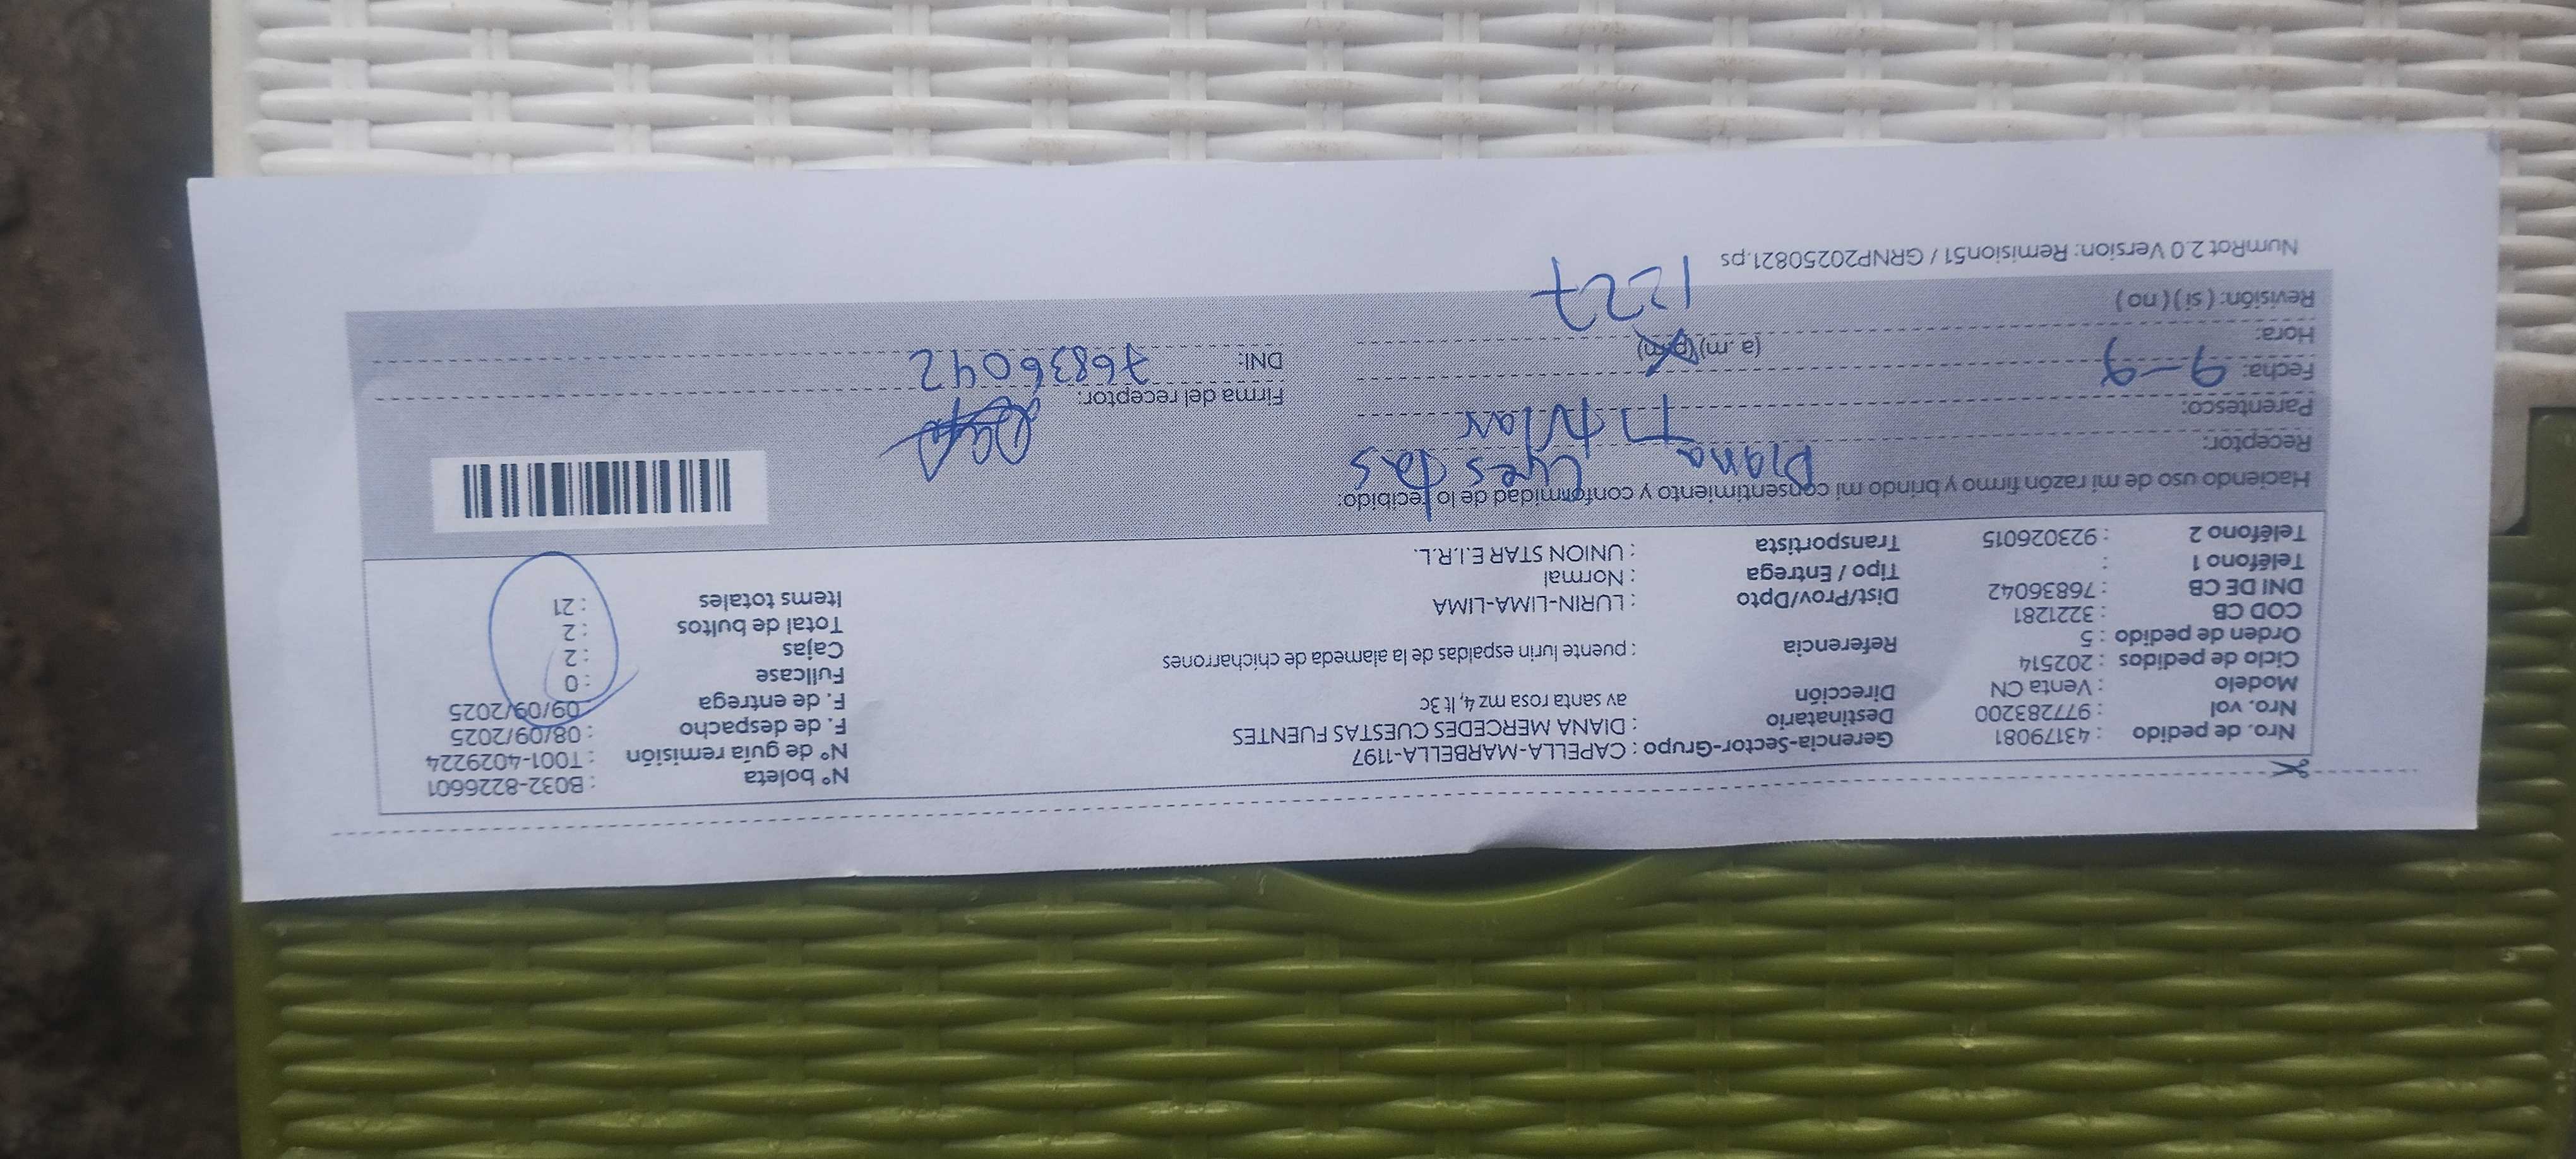 Nro. de pedido : 43179081
Nro. vol : 977283200
Modelo : Venta CN
Ciclo de pedidos : 202514
Orden de pedido : 5
COD CB : 3221281
DNI DE CB : 76836042
Teléfono 1 :
Teléfono 2 : 923026015
Gerencia-Sector-Grupo : CAPELLA-MARBELLA-1197
Destinatario : DIANA MERCEDES CUESTAS FUENTES
Dirección av santa rosa mz 4, lt 3c
Referencia : puente lurin espaldas de la alameda de chicharrones
Dist/Prov/Dpto : LURIN-LIMA-LIMA
Tipo / Entrega : Normal
Transportista : UNION STAR E.I.R.L.
N° boleta : B032-8226601
N° de guía remisión : T001-4029224
F. de despacho : 08/09/2025
F. de entrega 09/09/2025
Fullcase : 0
Cajas : 2
Total de bultos : 2
Items totales : 21
Haciendo uso de mi razón firmo y brindo mi consentimiento y conformidad de lo recibido:
Receptor: Diana Cuestas
Parentesco: Titular
Fecha: 9-9
Hora: (a.m) (p.m) 1227
Revisión: ( si ) ( no )
Firma del receptor:
DNI: 76836042
NumRot 2.0 Version: Remision51 / GRNP20250821.ps